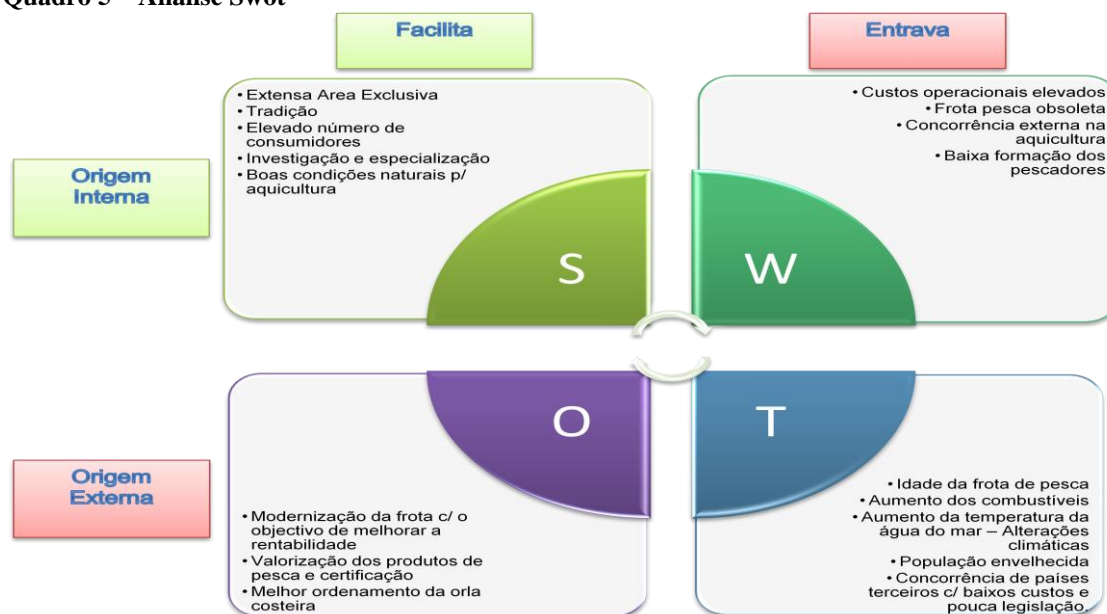 Quadro 5 – Análise Swot
Facilita
Entrava
Origem
Interna
• Extensa Area Exclusiva
• Tradição
• Elevado número de
consumidores
• Investigação e especialização
• Boas condições naturais p/
aquicultura
• Custos operacionais elevados
• Frota pesca obsoleta
• Concorrência externa na
aquicultura
• Baixa formação dos
pescadores
S
W
O
T
Origem
Externa
• Modernização da frota c/ o
objectivo de melhorar a
rentabilidade
• Valorização dos produtos de
pesca e certificação
• Melhor ordenamento da orla
costeira
• Idade da frota de pesca
• Aumento dos combustíveis
• Aumento da temperatura da
água do mar – Alterações
climáticas
• População envelhecida
• Concorrência de países
terceiros c/ baixos custos e
pouca legislação.